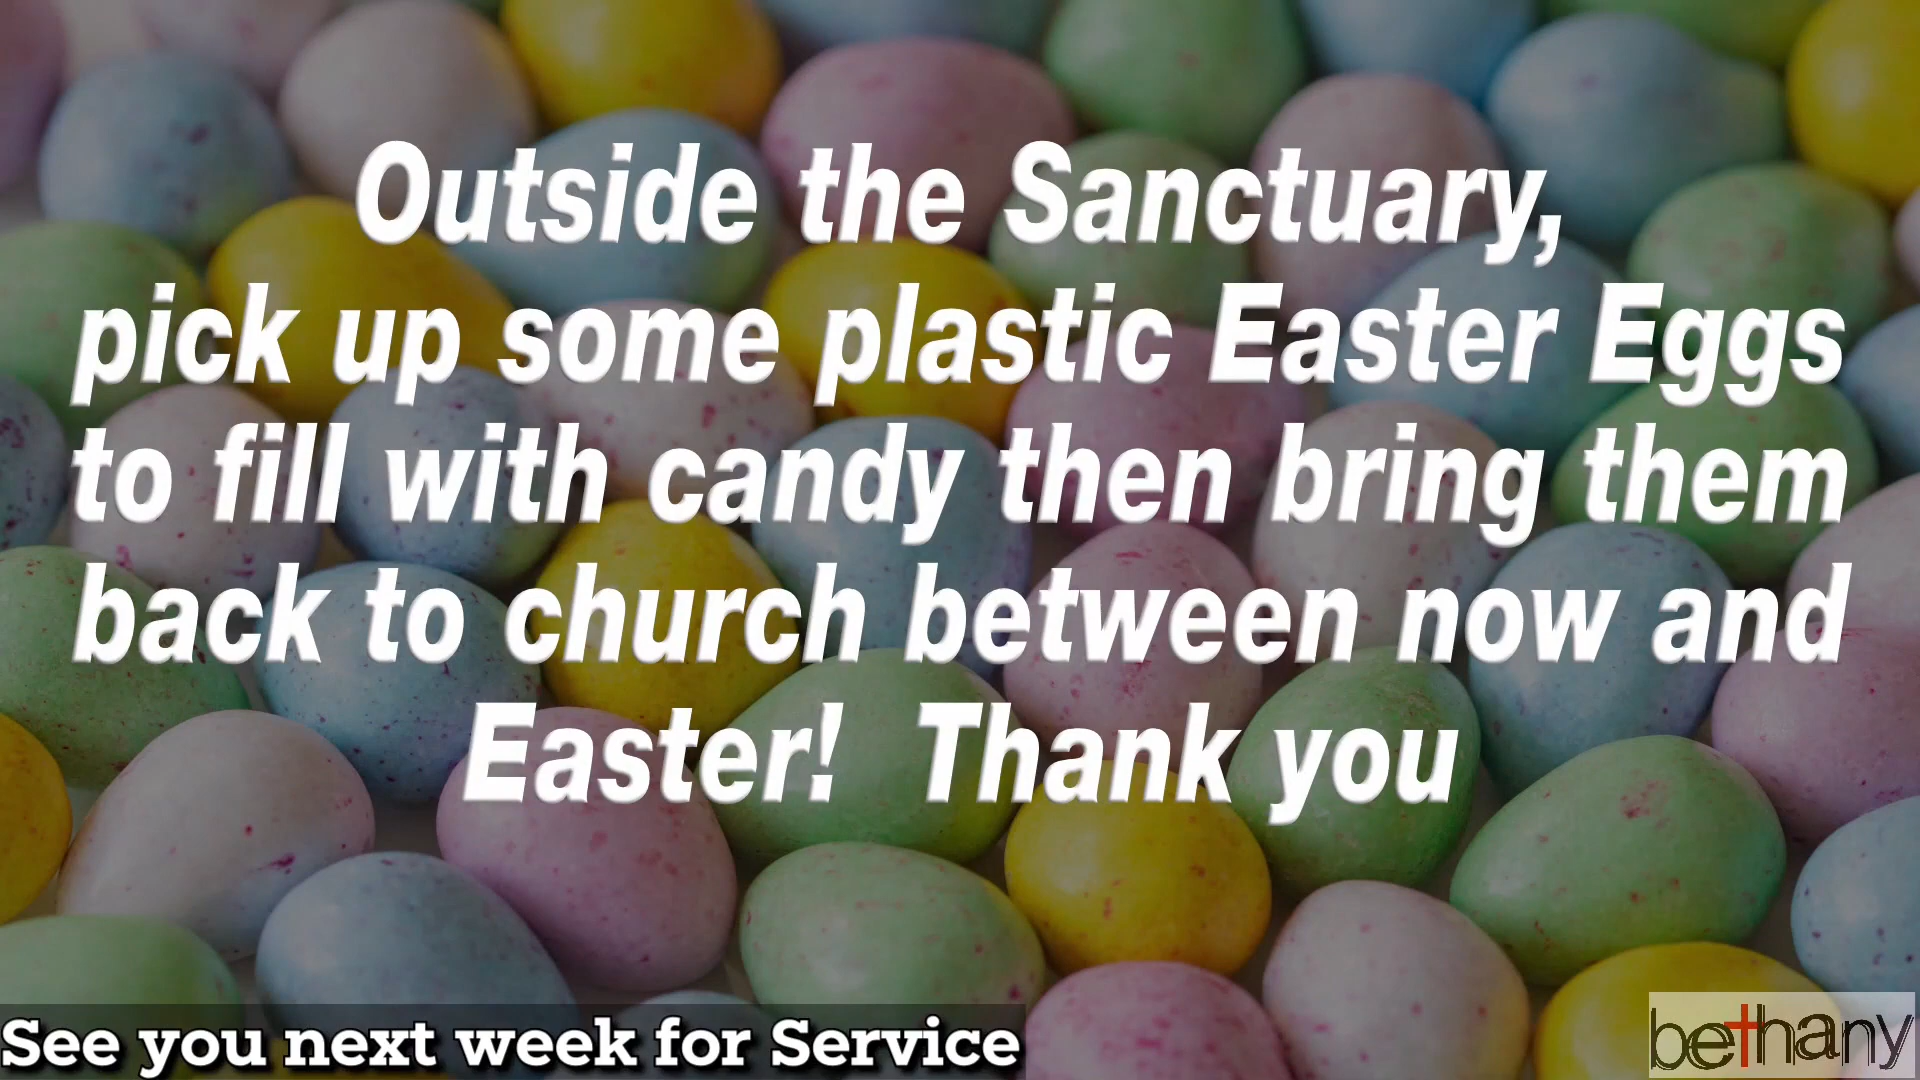 Outside the Sanctuary,
pick up some plastic Easter Eggs
to fill with candy then bring them
back to church between now and
Easter!  Thank you
See you next week for Service
bethany